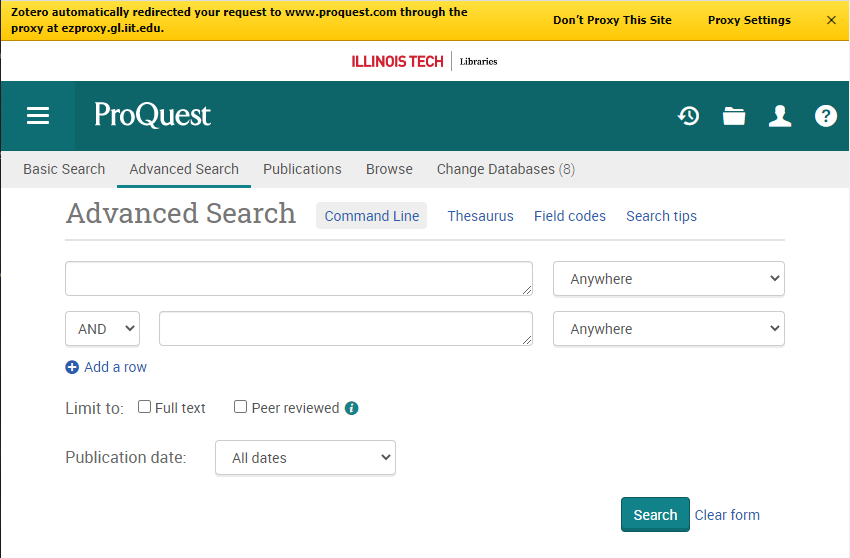 Zotero automatically redirected your request to www.proquest.com through the
proxy at ezproxy.gl.iit.edu.
Don't Proxy This Site
Proxy Settings
×
ILLINOIS TECH Libraries
ProQuest
?
Basic Search
Advanced Search
Publications
Browse
Change Databases (8)
Advanced Search
Command Line
Thesaurus
Field codes
Search tips
Anywhere
AND
Anywhere
Add a row
Limit to:
Full text
Peer reviewed
i
Publication date:
All dates
Search
Clear form